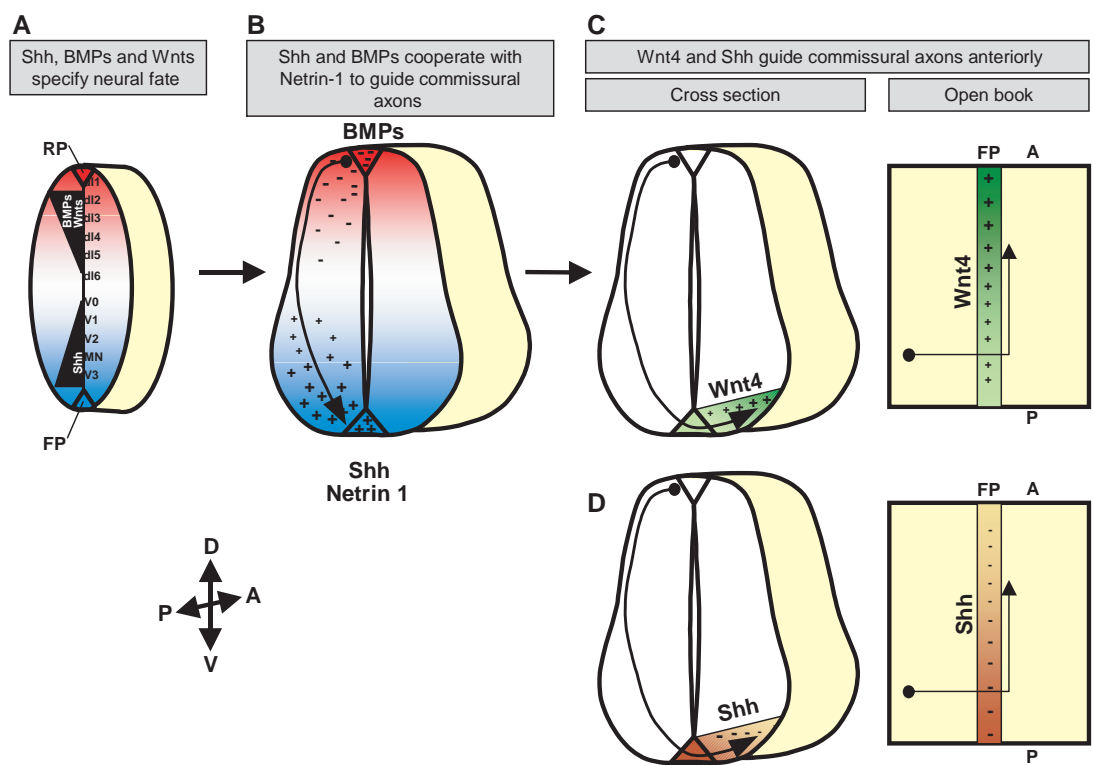 A
Shh, BMPs and Wnts
specify neural fate
RP
dI1
dI2
dI3
dI4
dI5
dI6
V0
V1
V2
MN
V3
BMPs
Wnts
Shh
FP
B
Shh and BMPs cooperate with
Netrin-1 to guide commissural
axons
BMPs
Shh
Netrin 1
C
Wnt4 and Shh guide commissural axons anteriorly
Cross section
Open book
Wnt4
FP
A
Wnt4
P
D
Shh
FP
A
Shh
P
D
P
A
V